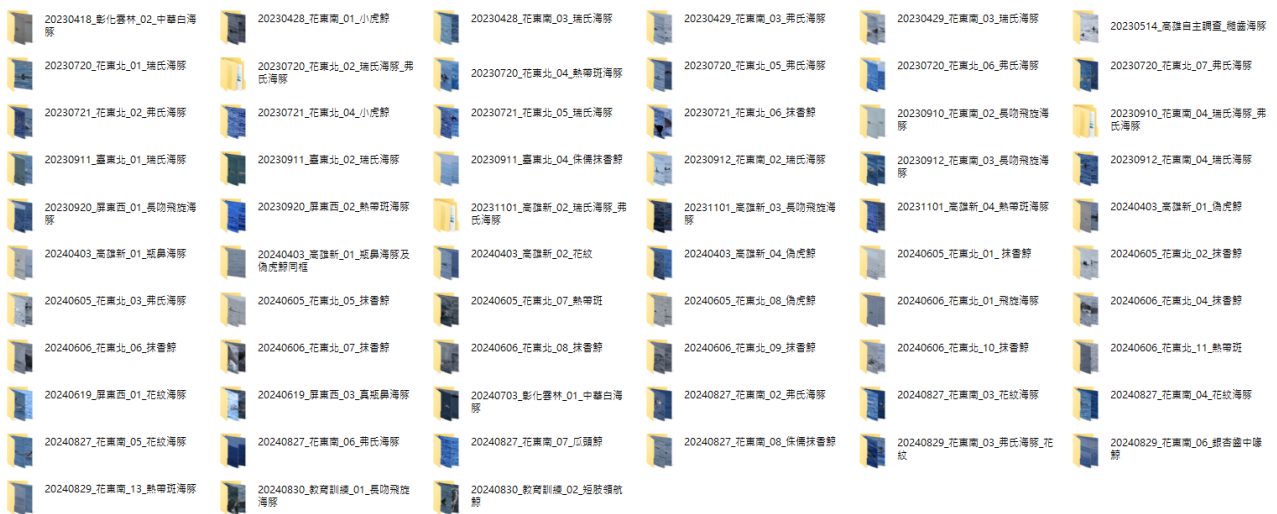 20230418_彰化雲林_02_中華白海
豚
20230428_花東南_01_小虎鯨
20230428_花東南_03_瑞氏海豚
20230429_花東南_03_弗氏海豚
20230429_花東南_03_瑞氏海豚
20230514_高雄自主調查_糙齒海豚
20230720_花東北_01_瑞氏海豚
20230720_花東北_02_瑞氏海豚_弗
氏海豚
20230720_花東北_04_熱帶斑海豚
20230720_花東北_05_弗氏海豚
20230720_花東北_06_弗氏海豚
20230720_花東北_07_弗氏海豚
20230721_花東北_02_弗氏海豚
20230721_花東北_04_小虎鯨
20230721_花東北_05_瑞氏海豚
20230721_花東北_06_抹香鯨
20230910_花東南_02_長吻飛旋海
豚
20230910_花東南_04_瑞氏海豚_弗
氏海豚
20230911_臺東北_01_瑞氏海豚
20230911_臺東北_02_瑞氏海豚
20230911_臺東北_04_侏儒抹香鯨
20230912_花東南_02_瑞氏海豚
20230912_花東南_03_長吻飛旋海
豚
20230912_花東南_04_瑞氏海豚
20230920_屏東西_01_長吻飛旋海
豚
20230920_屏東西_02_熱帶斑海豚
20231101_高雄新_02_瑞氏海豚_弗
氏海豚
20231101_高雄新_03_長吻飛旋海
豚
20231101_高雄新_04_熱帶斑海豚
20240403_高雄新_01_偽虎鯨
20240403_高雄新_01_瓶鼻海豚
20240403_高雄新_01_瓶鼻海豚及
偽虎鯨同框
20240403_高雄新_02_花紋
20240403_高雄新_04_偽虎鯨
20240605_花東北_01_ 抹香鯨
20240605_花東北_02_抹香鯨
20240605_花東北_03_弗氏海豚
20240605_花東北_05_抹香鯨
20240605_花東北_07_熱帶斑
20240605_花東北_08_偽虎鯨
20240606_花東北_01_飛旋海豚
20240606_花東北_04_抹香鯨
20240606_花東北_06_抹香鯨
20240606_花東北_07_抹香鯨
20240606_花東北_08_抹香鯨
20240606_花東北_09_抹香鯨
20240606_花東北_10_抹香鯨
20240606_花東北_11_熱帶斑
20240619_屏東西_01_花紋海豚
20240619_屏東西_03_真瓶鼻海豚
20240703_彰化雲林_01_中華白海
豚
20240827_花東南_02_弗氏海豚
20240827_花東南_03_花紋海豚
20240827_花東南_04_花紋海豚
20240827_花東南_05_花紋海豚
20240827_花東南_06_弗氏海豚
20240827_花東南_07_瓜頭鯨
20240827_花東南_08_侏儒抹香鯨
20240829_花東南_03_弗氏海豚_花
紋
20240829_花東南_06_銀杏齒中喙
鯨
20240829_花東南_13_熱帶斑海豚
20240830_教育訓練_01_長吻飛旋
海豚
20240830_教育訓練_02_短肢領航
鯨